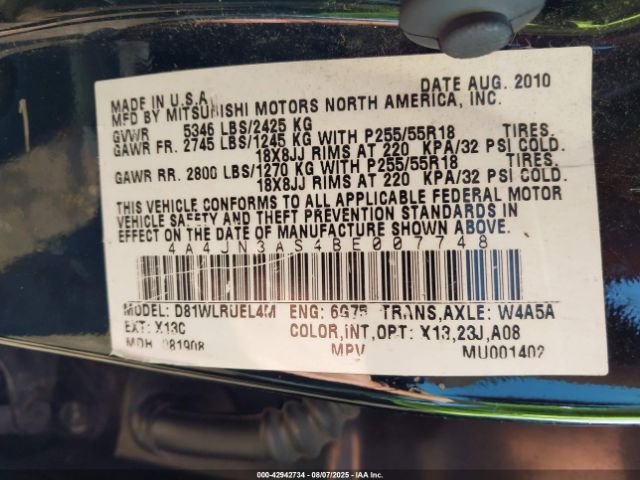 MADE IN U.S.A. DATE AUG. 2010
MFD BY MITSUBISHI MOTORS NORTH AMERICA, INC.
GVWR 5346 LBS/2425 KG
GAWR FR. 2745 LBS/1245 KG WITH P255/55R18 TIRES.
18X8JJ RIMS AT 220 KPA/32 PSI COLD.
GAWR RR. 2800 LBS/1270 KG WITH P255/55R18 TIRES.
18X8JJ RIMS AT 220 KPA/32 PSI COLD.
THIS VEHICLE CONFORMS TO ALL APPLICABLE FEDERAL MOTOR
VEHICLE SAFETY AND THEFT PREVENTION STANDARDS IN
EFFECT ON THE DATE OF MANUFACTURE SHOWN ABOVE.
4A4JN3AS4BE007748
MODEL: D81WLRUEL4M ENG: 6G75 TRANS,AXLE: W4A5A
EXT: X13C COLOR,INT,OPT: X13,23J,A08
MDH 081908 MPV MU001402
000-42942734 - 08/07/2025 - IAA Inc.